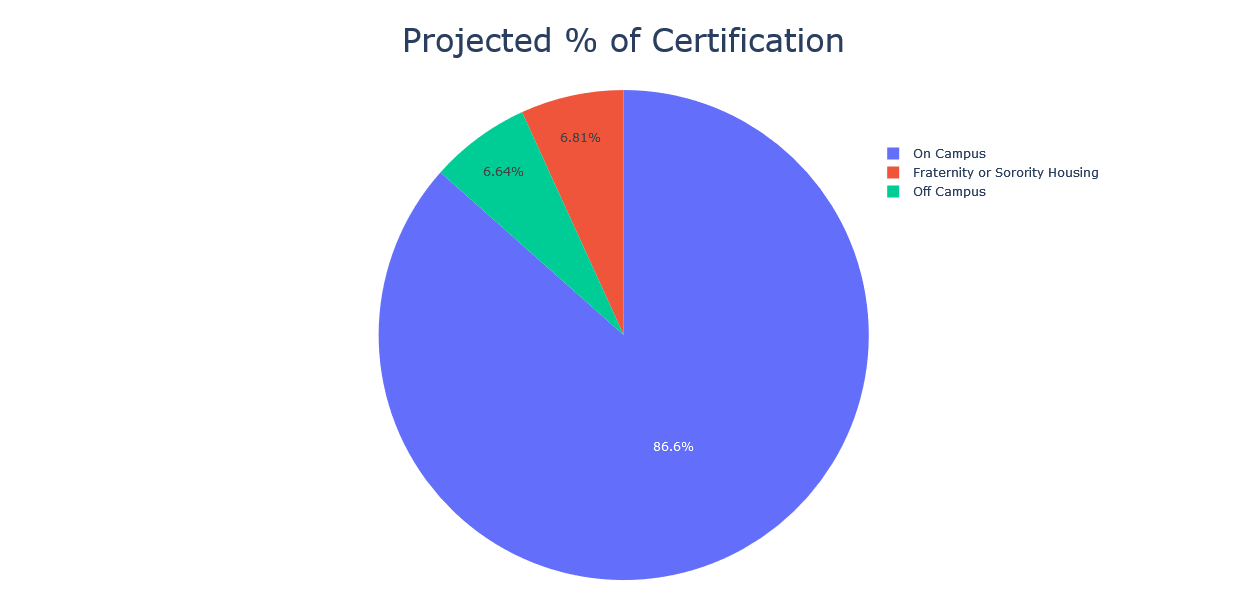 Projected % of Certification
6.81%
6.64%
86.6%
On Campus
Fraternity or Sorority Housing
Off Campus